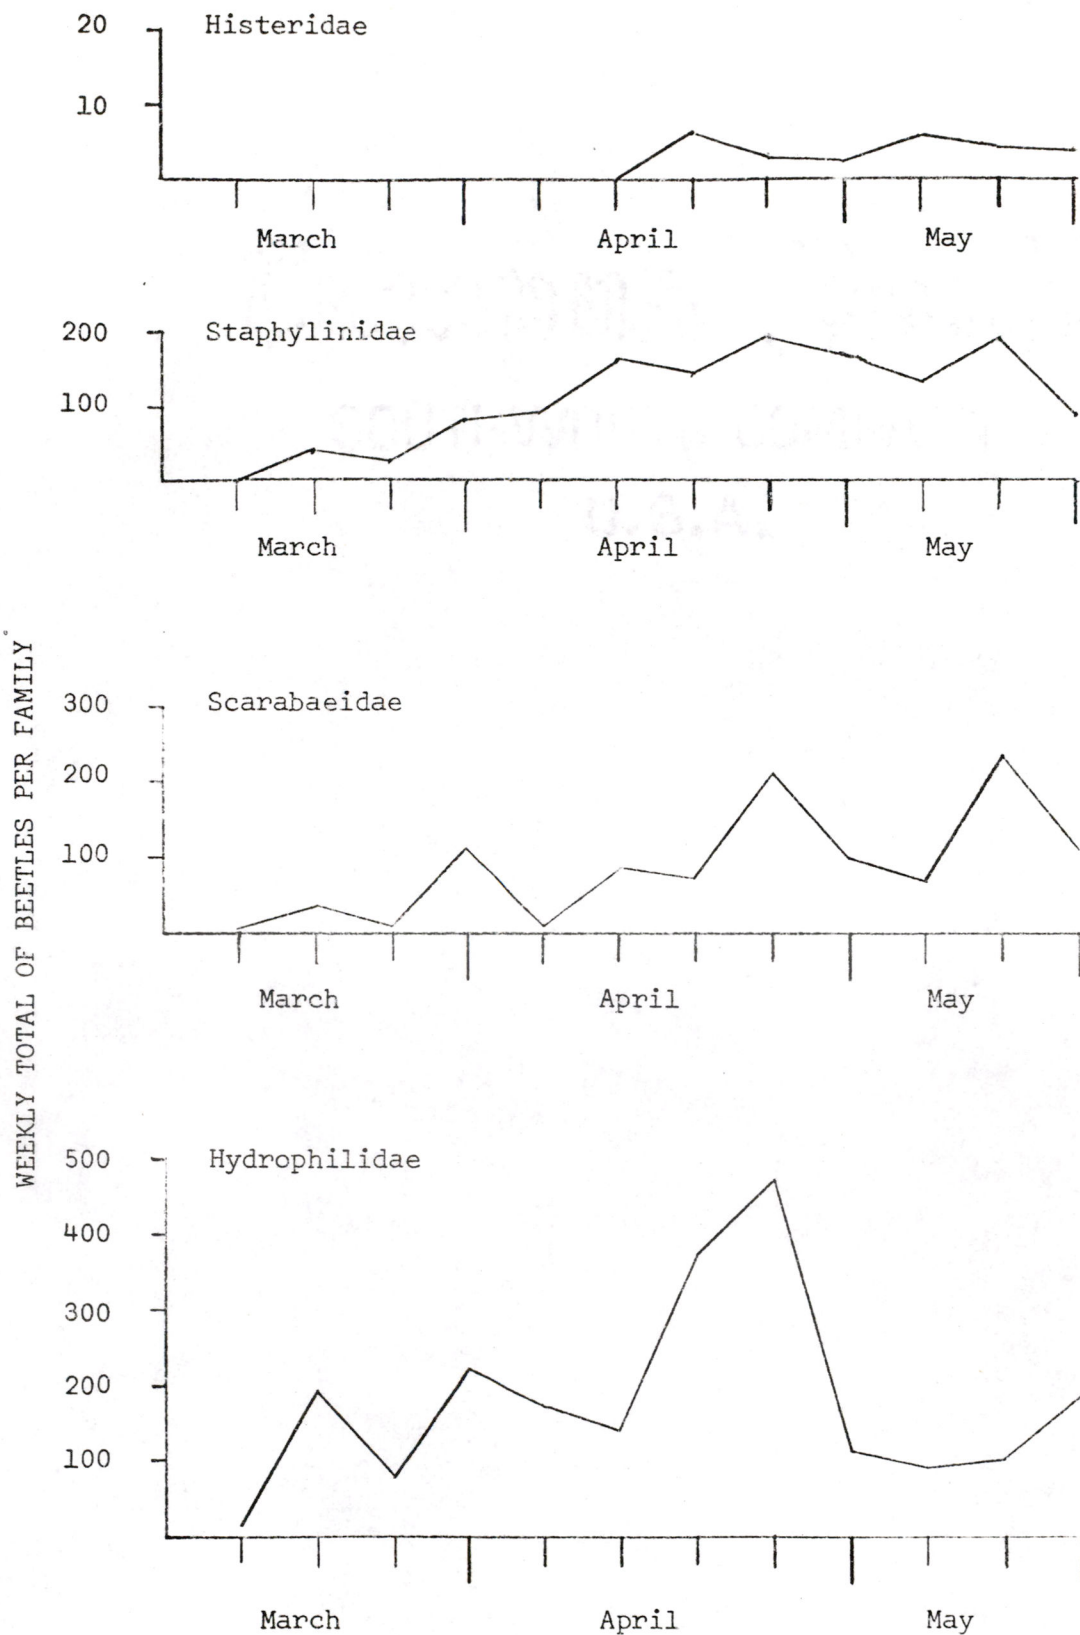 WEEKLY TOTAL OF BEETLES PER FAMILY
20
Histeridae
10
March April May
200
Staphylinidae
100
March April May
300
Scarabaeidae
200
100
March April May
500
Hydrophilidae
400
300
200
100
March April May